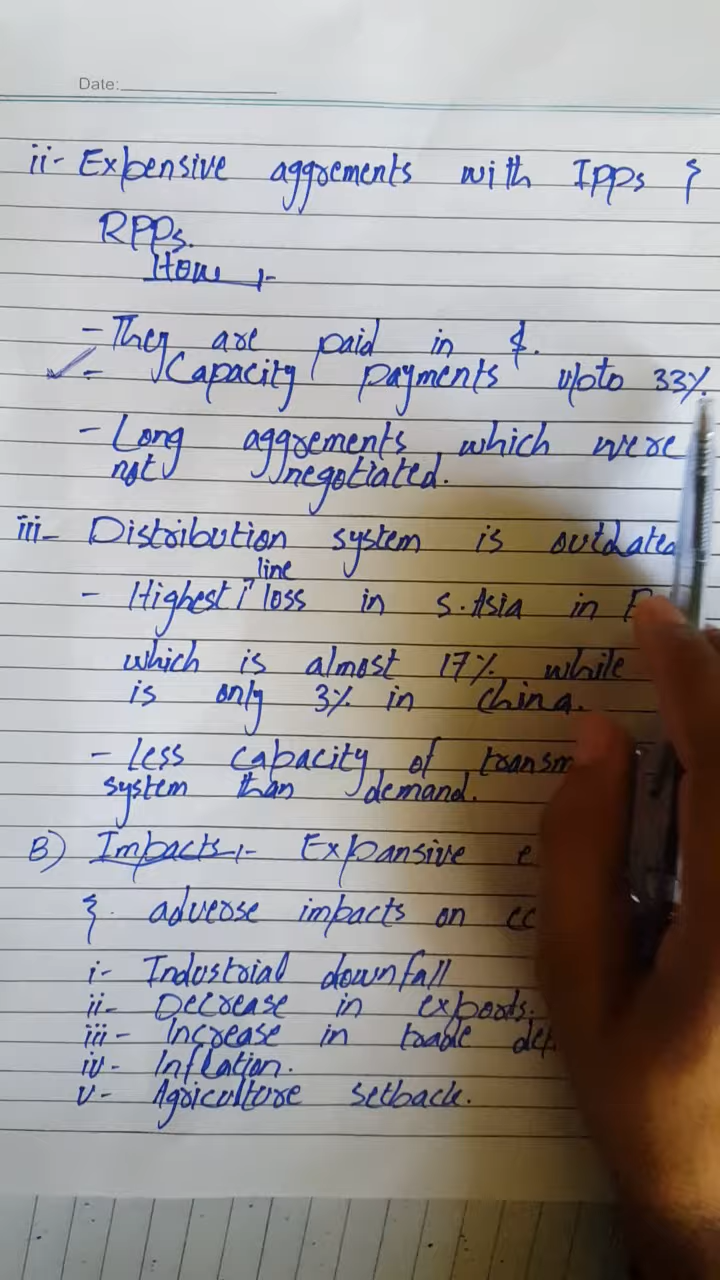 Date:
ii- Expensive aggrements with IPPs &
RPPs.
How :-
- They are paid in $.
- Capacity payments upto 33%.
- Long aggrements which were
not negotiated.
iii- Distribution system is
line
- Highest loss in S.Asia in
which is almost 17% while
is only 3% in China.
- Less capacity of
system than demand.
B) Impacts:- Expansive
& adverse impacts on
i- Industrial downfall
ii- Decrease in exports.
iii- Increase in trade
iv- Inflation.
v- Agriculture setback.